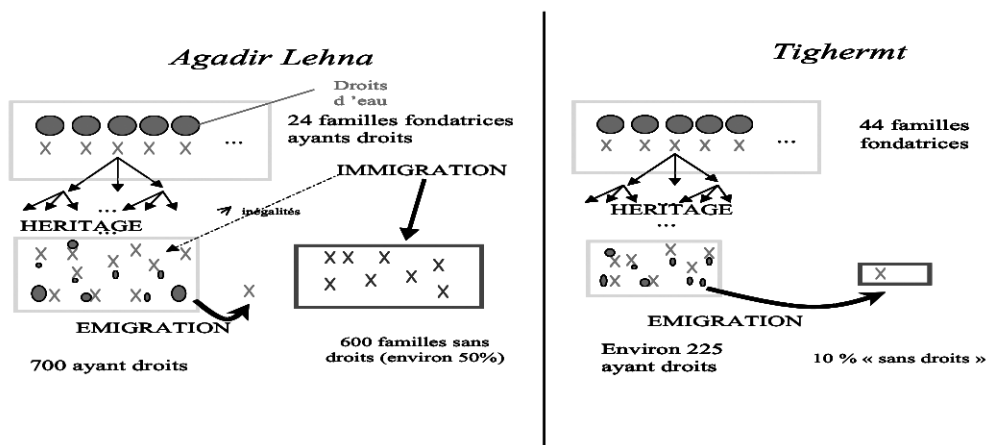 Agadir Lehna
Droits
d 'eau
24 familles fondatrices
ayants droits
...
IMMIGRATION
inégalités
...
HERITAGE
...
EMIGRATION
700 ayant droits
600 familles sans
droits (environ 50%)
Tighermt
44 familles
fondatrices
...
...
HERITAGE
...
EMIGRATION
Environ 225
ayant droits
10 % « sans droits »